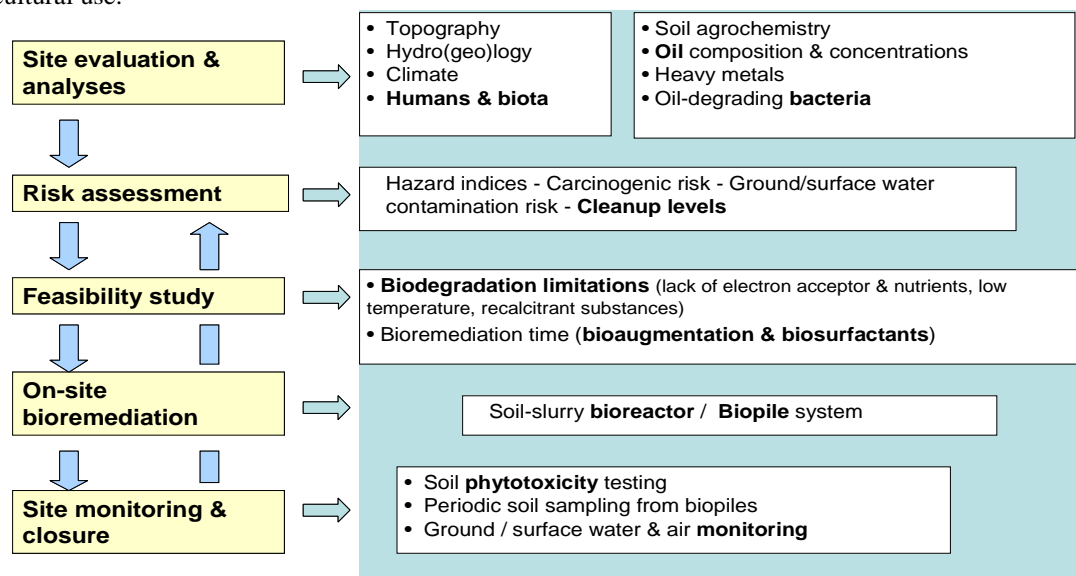 cultural use.
Site evaluation &
analyses
• Topography
• Hydro(geo)logy
• Climate
• Humans & biota
• Soil agrochemistry
• Oil composition & concentrations
• Heavy metals
• Oil-degrading bacteria
Risk assessment
Hazard indices - Carcinogenic risk - Ground/surface water
contamination risk - Cleanup levels
Feasibility study
• Biodegradation limitations (lack of electron acceptor & nutrients, low
temperature, recalcitrant substances)
• Bioremediation time (bioaugmentation & biosurfactants)
On-site
bioremediation
Soil-slurry bioreactor / Biopile system
Site monitoring &
closure
• Soil phytotoxicity testing
• Periodic soil sampling from biopiles
• Ground / surface water & air monitoring